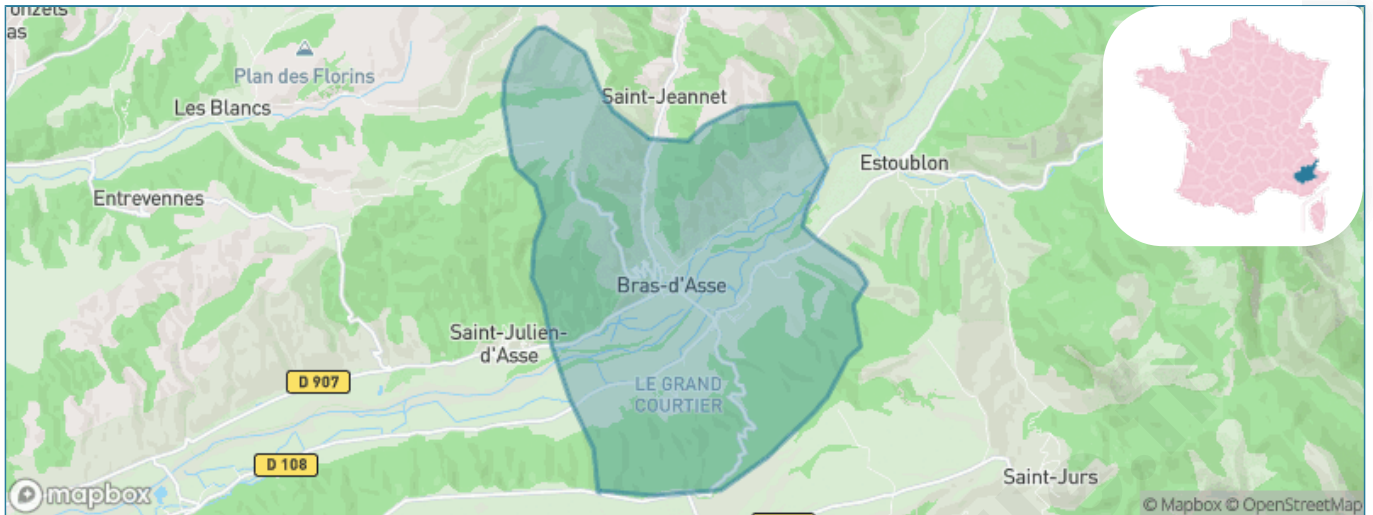 onzels
as
Plan des Florins
Les Blancs
Saint-Jeannet
Estoublon
Entrevennes
Bras-d'Asse
Saint-Julien-
d'Asse
D 907
LE GRAND
COURTIER
D 108
Saint-Jurs
mapbox
© Mapbox © OpenStreetMap